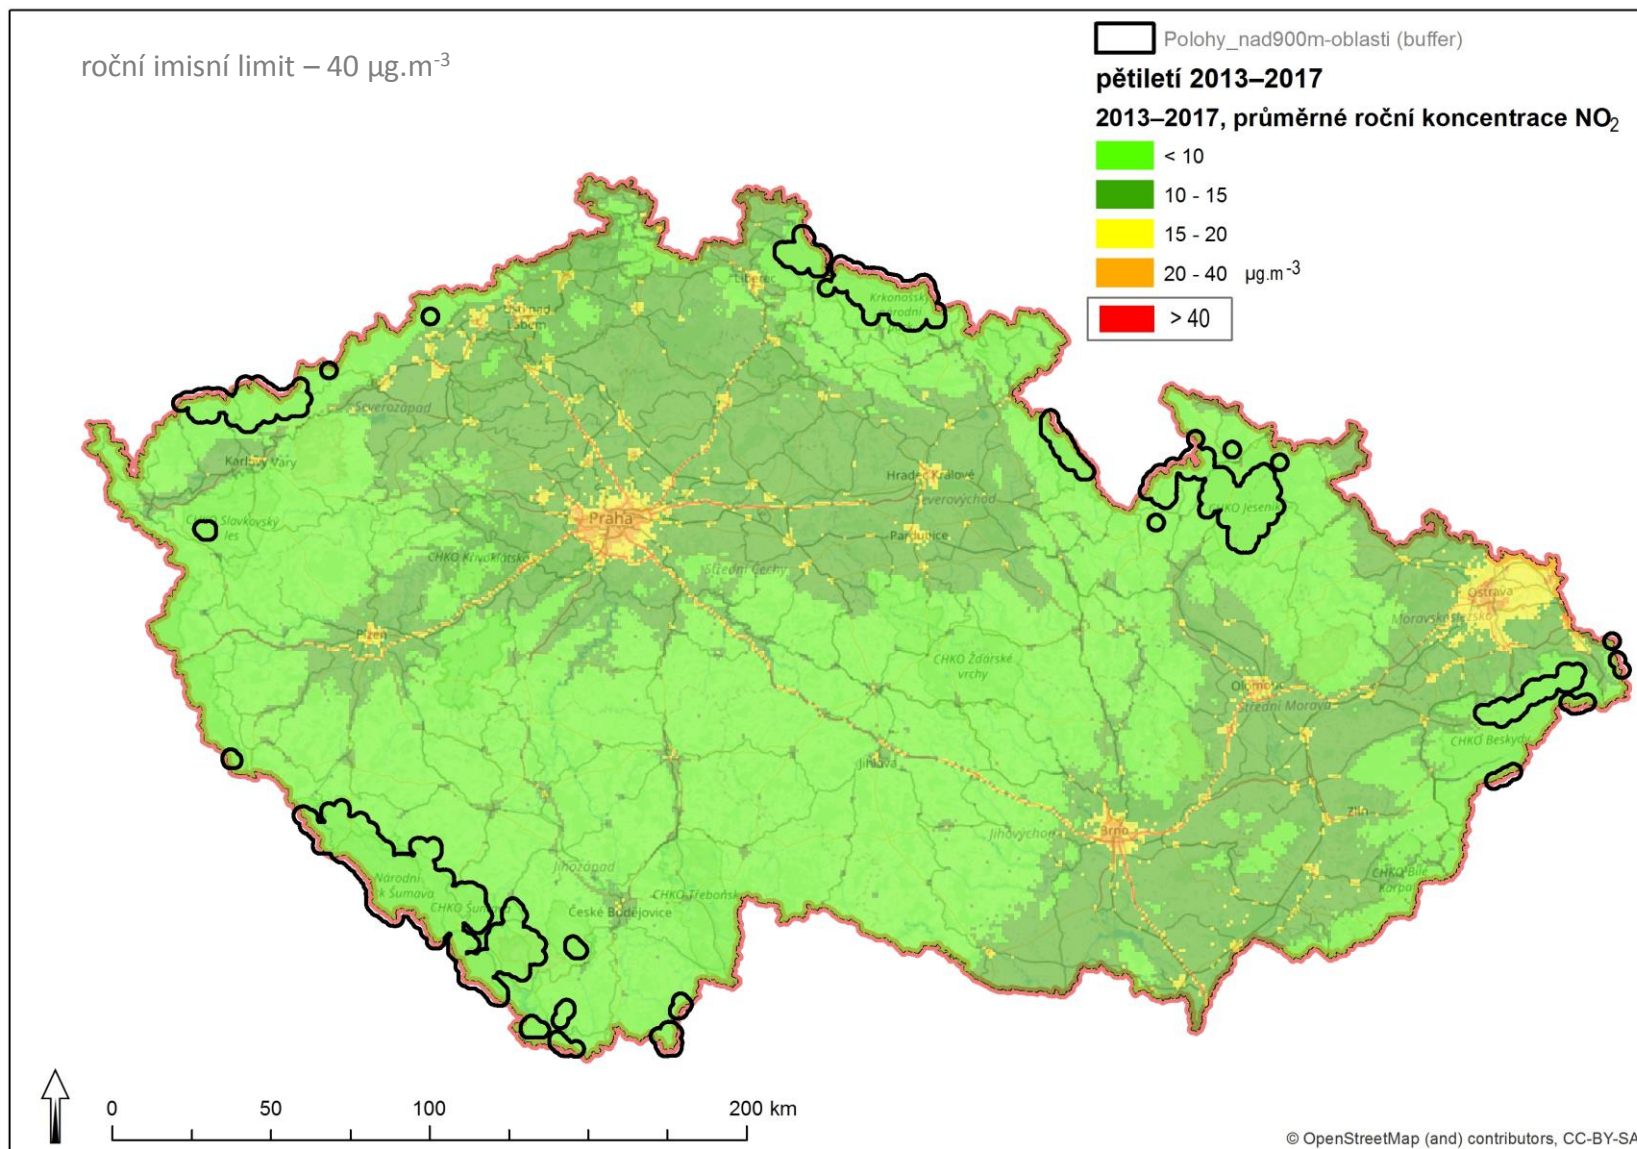 roční imisní limit – 40 µg.m-3
Polohy_nad900m-oblasti (buffer)
pětiletí 2013–2017
2013–2017, průměrné roční koncentrace NO2
< 10
10 - 15
15 - 20
20 - 40 µg.m-3
> 40
Liberec
Krkonošský
národní
Ústí nad
Labem
Severozápad
Karlovy Vary
Hradec Králové
Severovýchod
CHKO Slavkovský
les
Praha
CHKO Jeseníky
Pardubice
CHKO Křivoklátsko
Střední Čechy
Ostrava
Moravskoslezsko
Plzeň
CHKO Žďárské
vrchy
Olomouc
Střední Morava
CHKO Beskydy
Jihlava
Zlín
Jihovýchod
Brno
Jihozápad
CHKO Bílé
Karpaty
Národní
park Šumava
CHKO Šumava
CHKO Třeboňsko
České Budějovice
0 50 100 200 km
© OpenStreetMap (and) contributors, CC-BY-SA